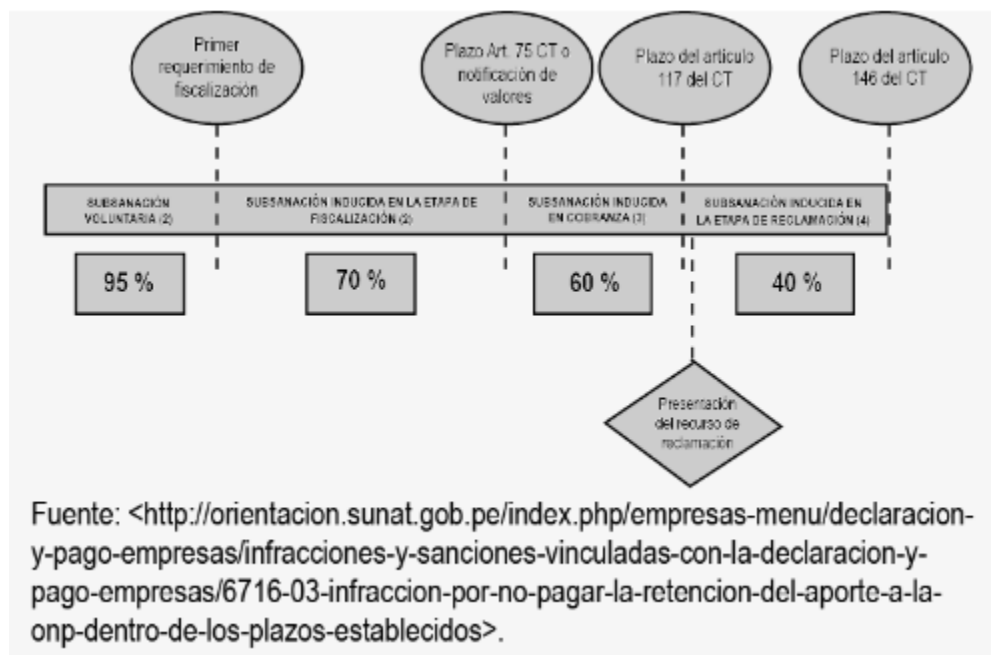 Primer
requerimiento de
fiscalización
Plazo Art. 75 CT o
notificación de
valores
Plazo del artículo
117 del CT
Plazo del artículo
146 del CT
SUBSANACIÓN
VOLUNTARIA (2)
SUBSANACIÓN INDUCIDA EN LA ETAPA DE
FISCALIZACIÓN (2)
SUBSANACIÓN INDUCIDA
EN COBRANZA (3)
SUBSANACIÓN INDUCIDA EN
LA ETAPA DE RECLAMACIÓN (4)
95 %
70 %
60 %
40 %
Presentación
del recurso de
reclamación
Fuente: <http://orientacion.sunat.gob.pe/index.php/empresas-menu/declaracion-
y-pago-empresas/infracciones-y-sanciones-vinculadas-con-la-declaracion-y-
pago-empresas/6716-03-infraccion-por-no-pagar-la-retencion-del-aporte-a-la-
onp-dentro-de-los-plazos-establecidos>.